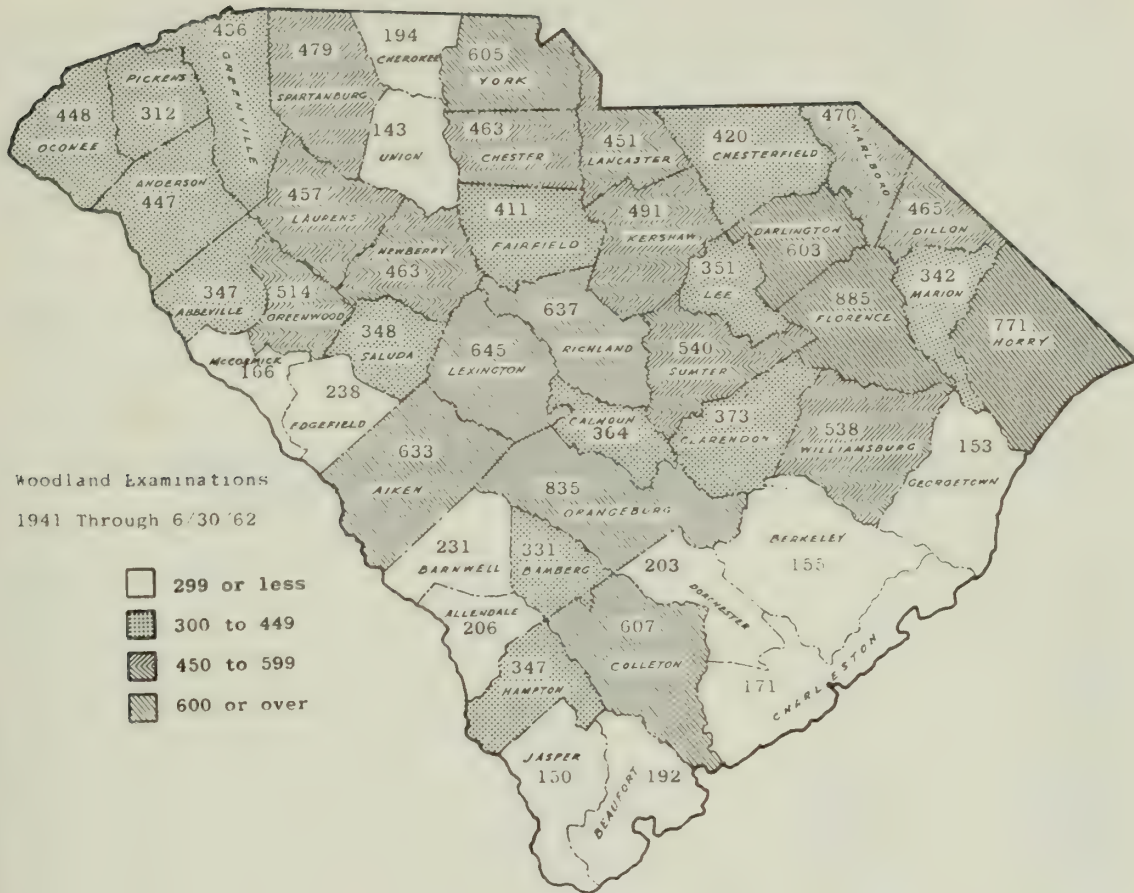 436
GREENVILLE
479
SPARTANBURG
194
CHEROKEE
605
YORK
PICKENS
312
448
OCONEE
143
UNION
463
CHESTER
451
LANCASTER
420
CHESTERFIELD
470
MARLBORO
ANDERSON
447
457
LAURENS
NEWBERRY
463
411
FAIRFIELD
491
KERSHAW
DARLINGTON
603
465
DILLON
351
LEE
342
MARION
347
ABBEVILLE
514
GREENWOOD
348
SALUDA
637
RICHLAND
885
FLORENCE
771
HORRY
McCORMICK
166
238
EDGEFIELD
645
LEXINGTON
540
SUMTER
CALHOUN
364
373
CLARENDON
538
WILLIAMSBURG
153
GEORGETOWN
633
AIKEN
835
ORANGEBURG
BERKELEY
155
231
BARNWELL
331
BAMBERG
203
DORCHESTER
ALLENDALE
206
607
COLLETON
171
CHARLESTON
347
HAMPTON
JASPER
150
192
BEAUFORT
Woodland Examinations
1941 Through 6/30/62
299 or less
300 to 449
450 to 599
600 or over